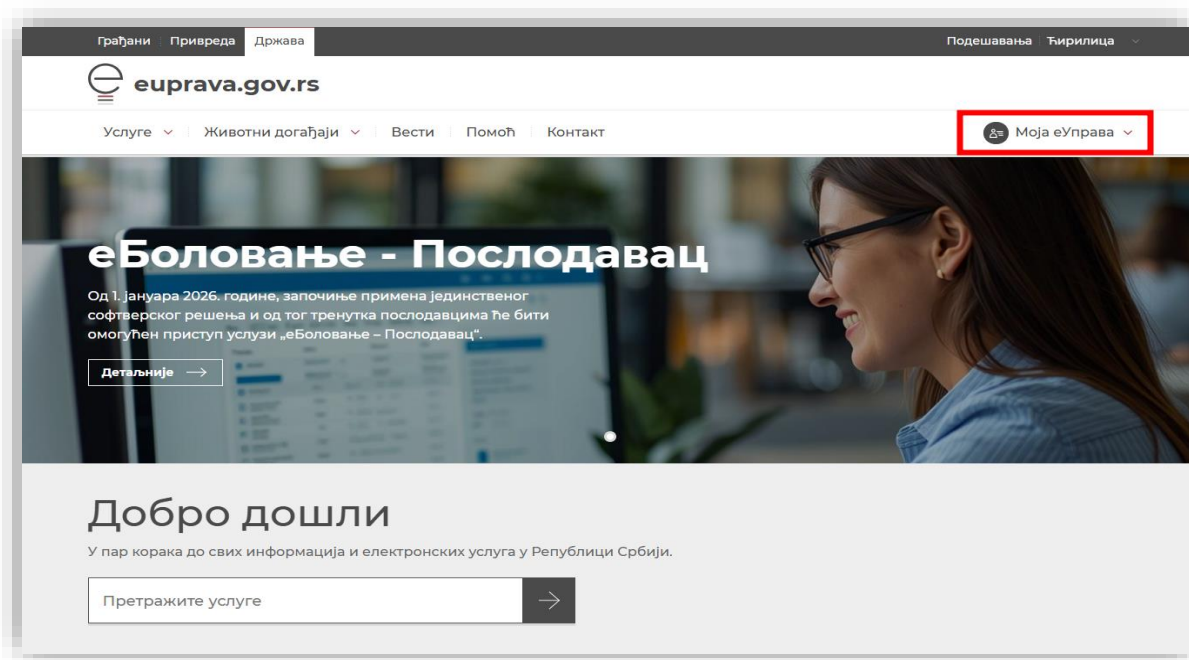 Грађани Привреда Држава Подешавања Ћирилица
euprava.gov.rs
Услуге Животни догађаји Вести Помоћ Контакт Моја еУправа
еБоловање - Послодавац
Од 1. јануара 2026. године, започиње примена јединственог
софтверског решења и од тог тренутка послодавцима ће бити
омогућен приступ услузи „еБоловање – Послодавац“.
Детаљније
Добро дошли
У пар корака до свих информација и електронских услуга у Републици Србији.
Претражите услуге